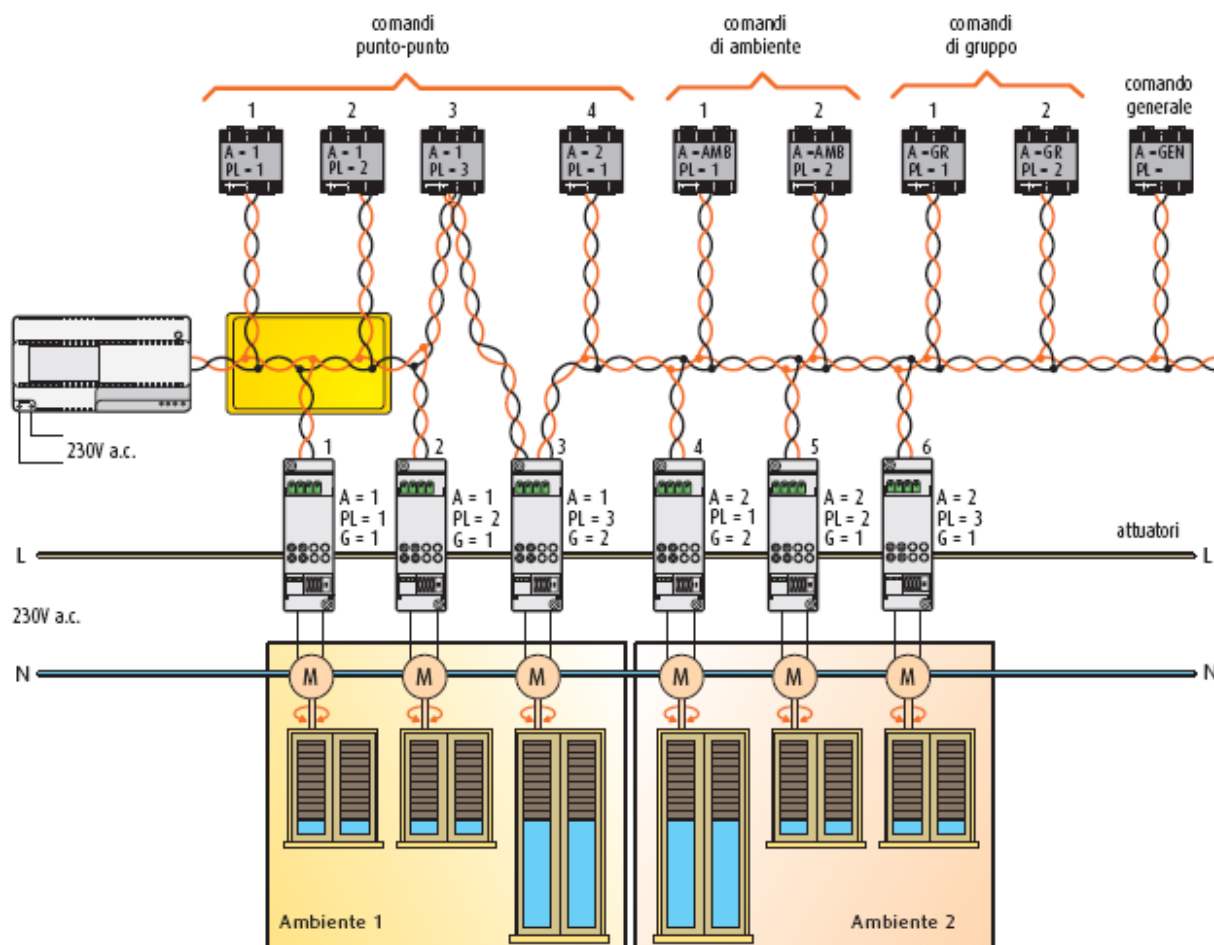 comandi
punto-punto
comandi
di ambiente
comandi
di gruppo
comando
generale
1
2
3
4
1
2
1
2
A = 1
PL = 1
A = 1
PL = 2
A = 1
PL = 3
A = 2
PL = 1
A =AMB
PL = 1
A =AMB
PL = 2
A =GR
PL = 1
A =GR
PL = 2
A =GEN
PL =
230V a.c.
1
2
3
4
5
6
A = 1
PL = 1
G = 1
A = 1
PL = 2
G = 1
A = 1
PL = 3
G = 2
A = 2
PL = 1
G = 2
A = 2
PL = 2
G = 1
A = 2
PL = 3
G = 1
attuatori
L
L
230V a.c.
N
N
M
M
M
M
M
M
Ambiente 1
Ambiente 2